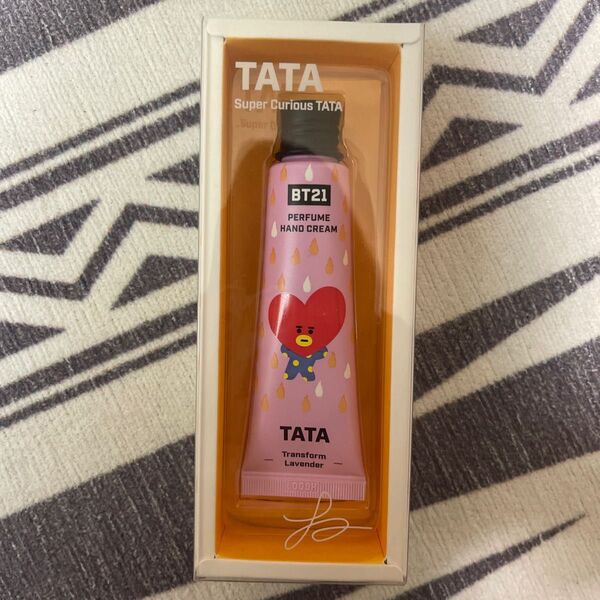 TATA
Super Curious TATA
BT21
PERFUME
HAND CREAM
TATA
Transform
Lavender